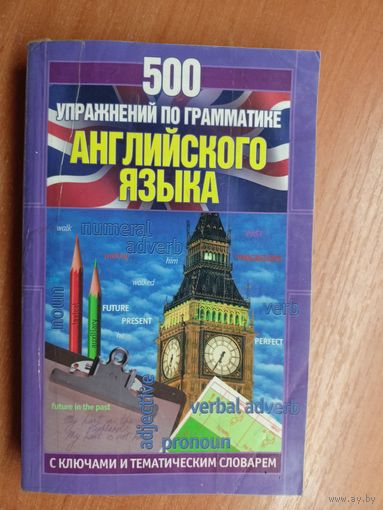 500
УПРАЖНЕНИЙ ПО ГРАММАТИКЕ
АНГЛИЙСКОГО
ЯЗЫКА
walk
numeral
adverb
him
walked
noun
FUTURE
PRESENT
he
verb
PERFECT
future in the past
adjective
verbal adverb
pronoun
С КЛЮЧАМИ И ТЕМАТИЧЕСКИМ СЛОВАРЕМ
www.ay.by